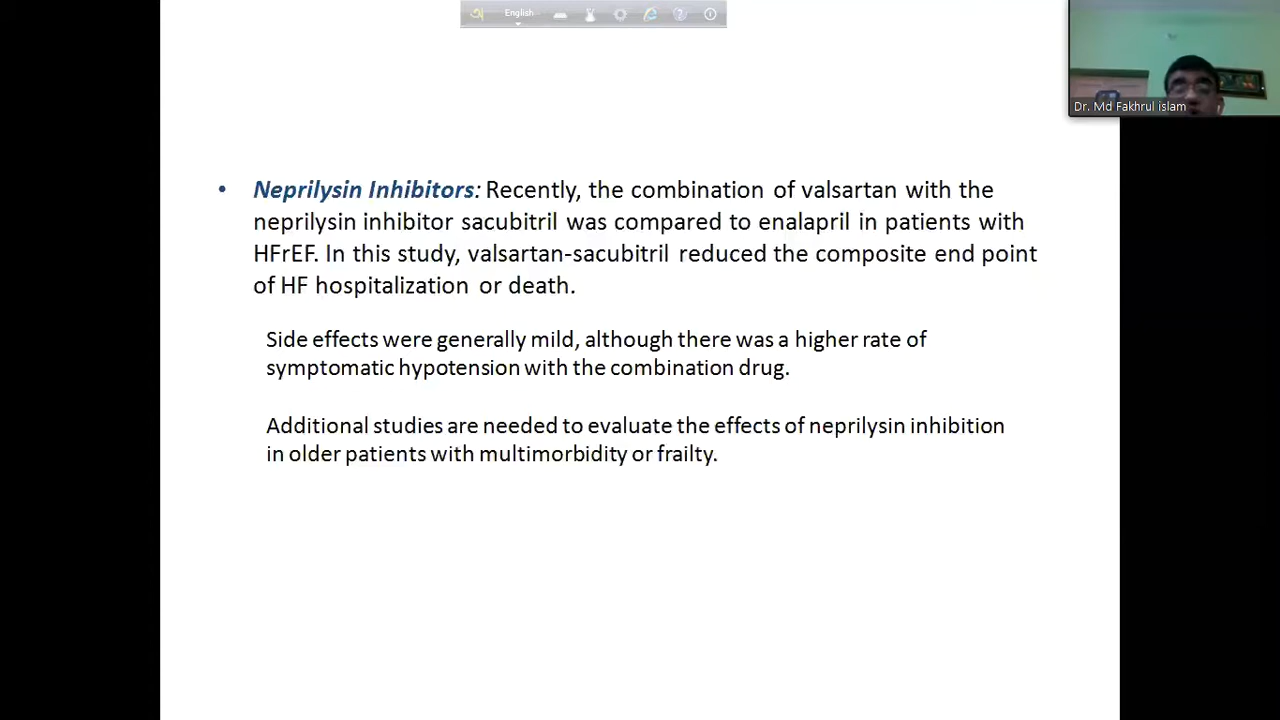 অ English
Dr. Md Fakhrul islam
• Neprilysin Inhibitors: Recently, the combination of valsartan with the
neprilysin inhibitor sacubitril was compared to enalapril in patients with
HFrEF. In this study, valsartan-sacubitril reduced the composite end point
of HF hospitalization or death.
Side effects were generally mild, although there was a higher rate of
symptomatic hypotension with the combination drug.
Additional studies are needed to evaluate the effects of neprilysin inhibition
in older patients with multimorbidity or frailty.